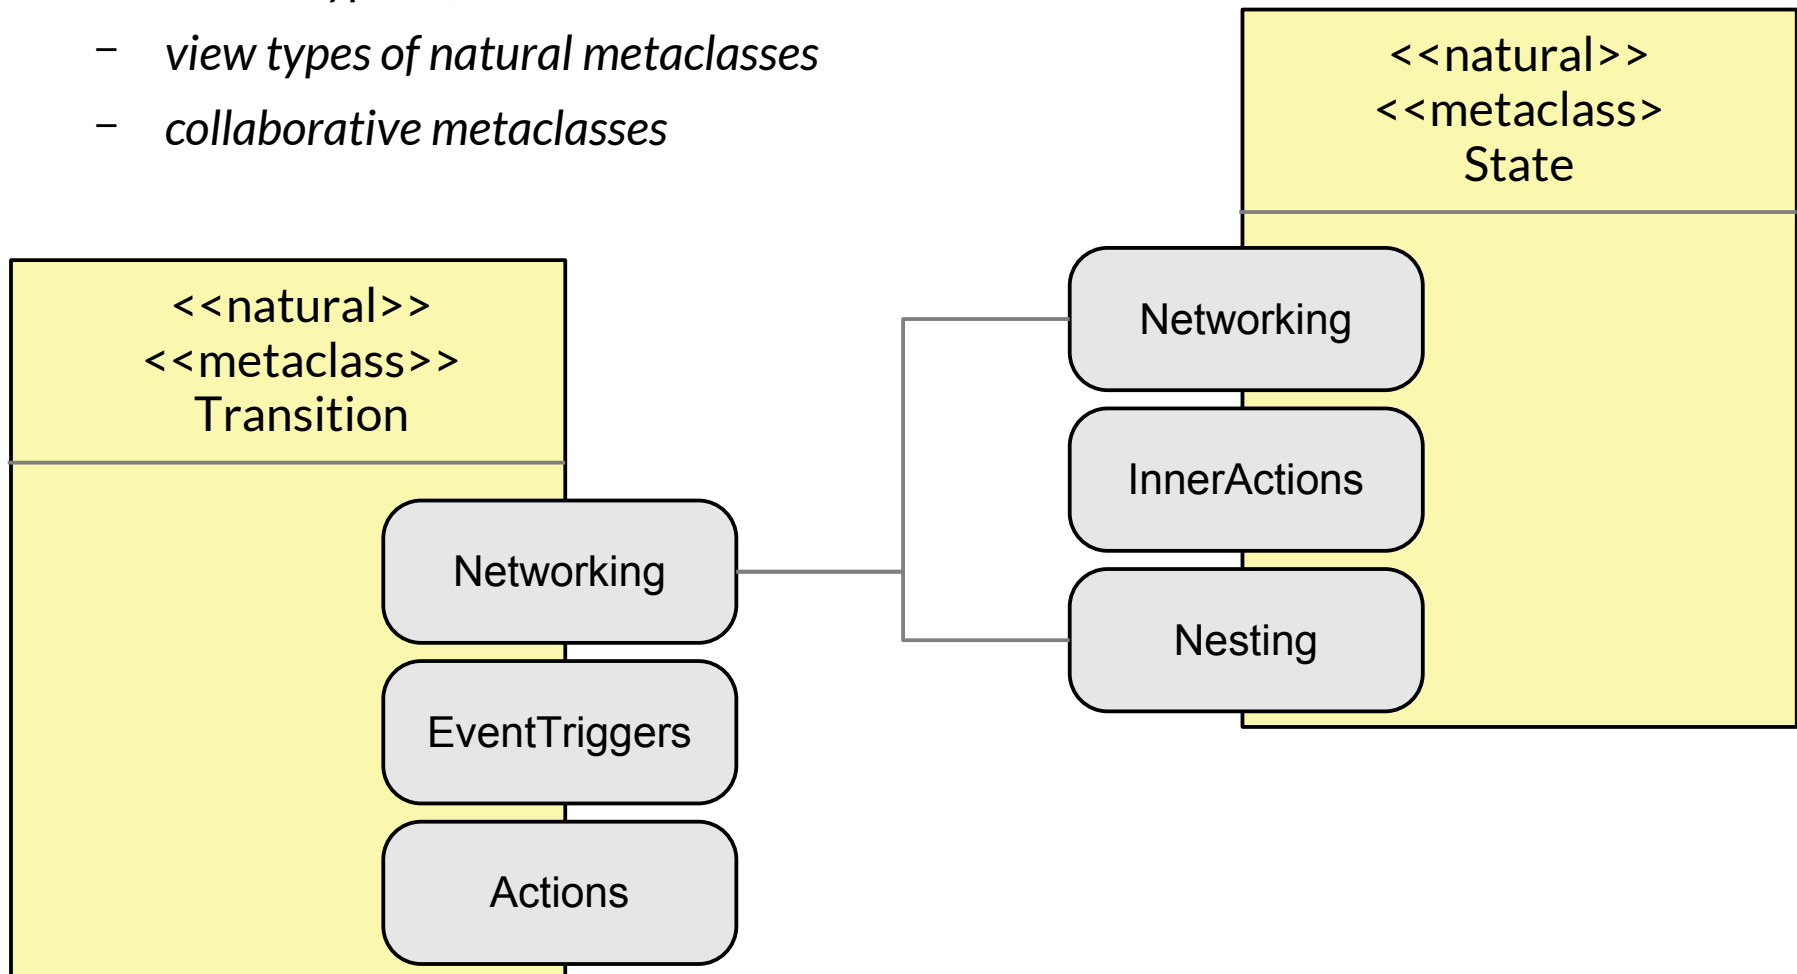 – view types of natural metaclasses
– collaborative metaclasses
<<natural>>
<<metaclass>
State
Networking
InnerActions
Nesting
<<natural>>
<<metaclass>>
Transition
Networking
EventTriggers
Actions